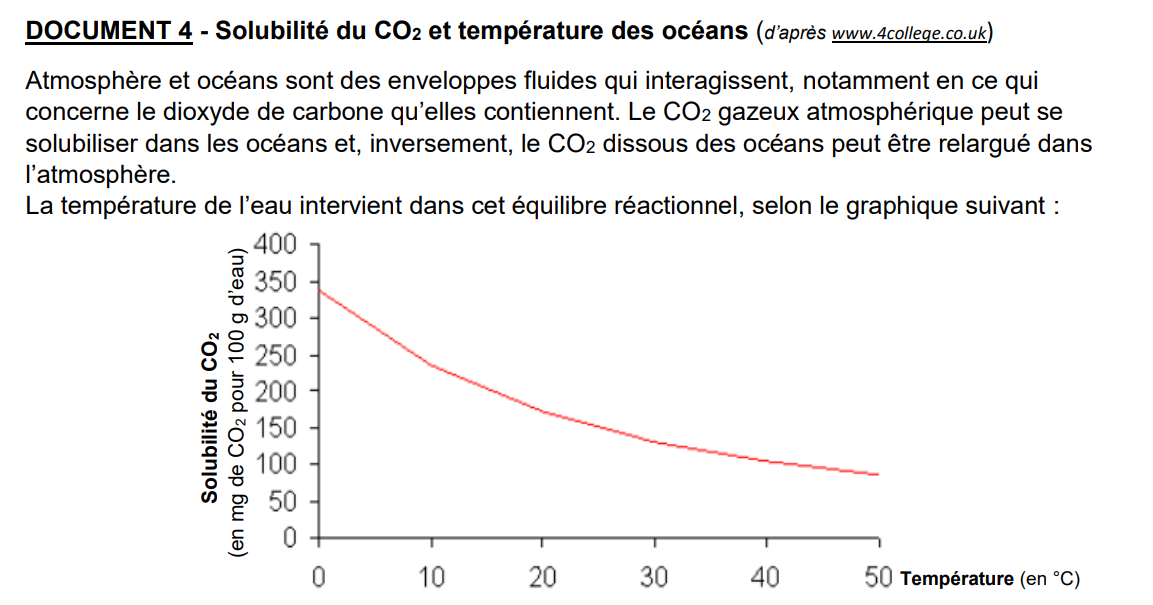 DOCUMENT 4 - Solubilité du CO2 et température des océans (d'après www.4college.co.uk)
Atmosphère et océans sont des enveloppes fluides qui interagissent, notamment en ce qui
concerne le dioxyde de carbone qu'elles contiennent. Le CO2 gazeux atmosphérique peut se
solubiliser dans les océans et, inversement, le CO2 dissous des océans peut être relargué dans
l'atmosphère.
La température de l'eau intervient dans cet équilibre réactionnel, selon le graphique suivant :
Solubilité du CO2
(en mg de CO2 pour 100 g d'eau)
400
350
300
250
200
150
100
50
0
0 10 20 30 40 50 Température (en °C)